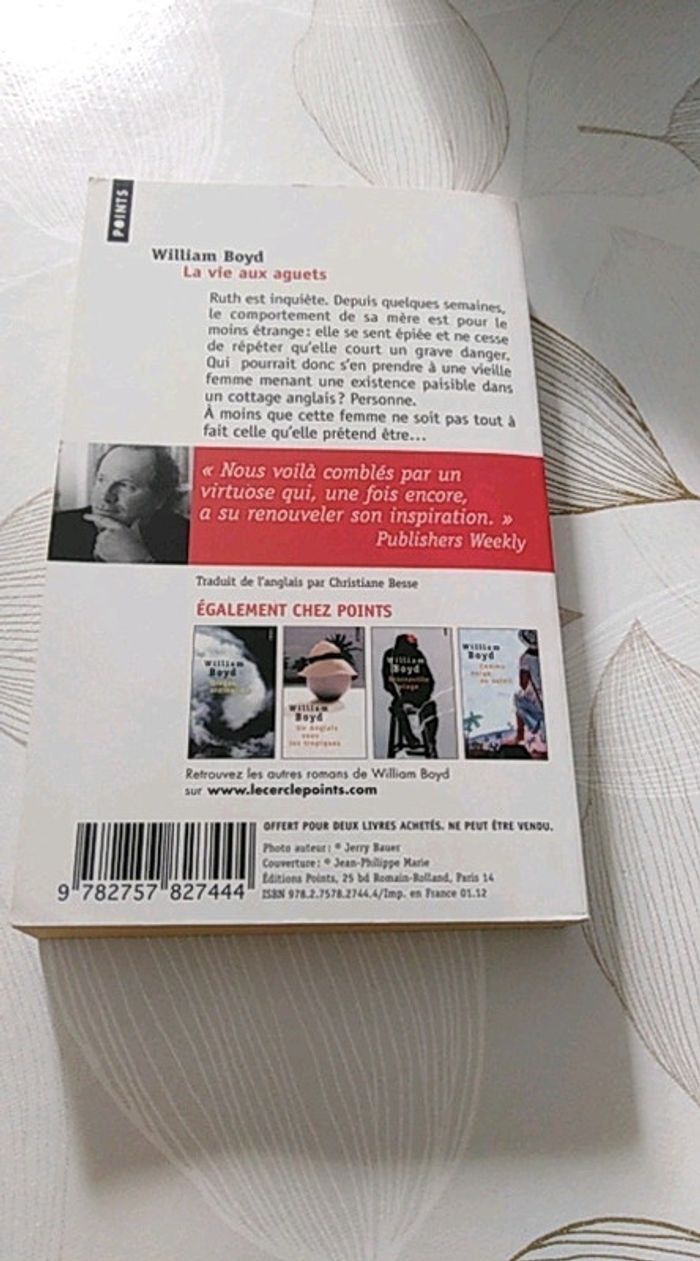 POINTS
William Boyd
La vie aux aguets
Ruth est inquiète. Depuis quelques semaines,
le comportement de sa mère est pour le
moins étrange : elle se sent épiée et ne cesse
de répéter qu'elle court un grave danger.
Qui pourrait donc s'en prendre à une vieille
femme menant une existence paisible dans
un cottage anglais ? Personne.
À moins que cette femme ne soit pas tout à
fait celle qu'elle prétend être...
« Nous voilà comblés par un
virtuose qui, une fois encore,
a su renouveler son inspiration. »
Publishers Weekly
Traduit de l'anglais par Christiane Besse
ÉGALEMENT CHEZ POINTS
William
Boyd
William
Boyd
Un Anglais
sous
les tropiques
William
Boyd
William
Boyd
Retrouvez les autres romans de William Boyd
sur www.lecerclepoints.com
OFFERT POUR DEUX LIVRES ACHETÉS. NE PEUT ÊTRE VENDU.
Photo auteur : © Jerry Bauer
Couverture : © Jean-Philippe Marie
Éditions Points, 25 bd Romain-Rolland, Paris 14
ISBN 978.2.7578.2744.4/Imp. en France 01.12
9 782757 827444